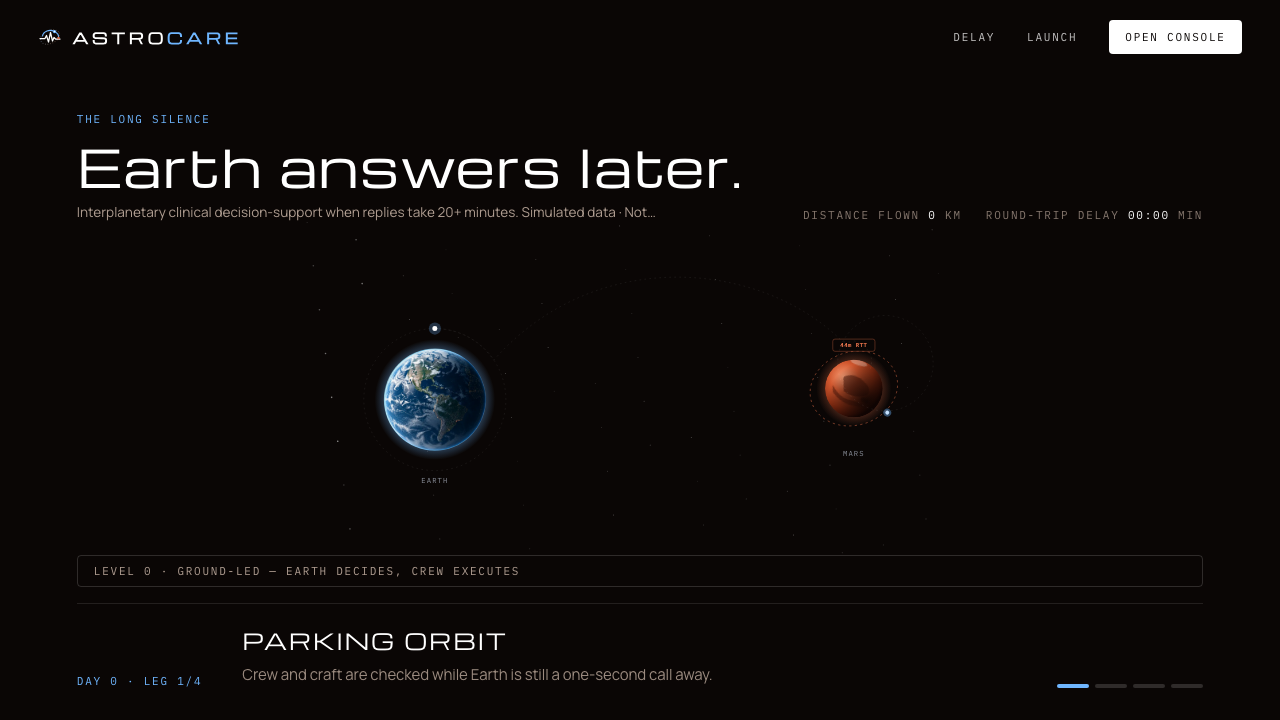 ASTROCARE
DELAY
LAUNCH
OPEN CONSOLE
THE LONG SILENCE
Earth answers later.
Interplanetary clinical decision-support when replies take 20+ minutes. Simulated data · Not…
DISTANCE FLOWN 0 KM
ROUND-TRIP DELAY 00:00 MIN
44m RTT
MARS
EARTH
LEVEL 0 · GROUND-LED — EARTH DECIDES, CREW EXECUTES
PARKING ORBIT
Crew and craft are checked while Earth is still a one-second call away.
DAY 0 · LEG 1/4